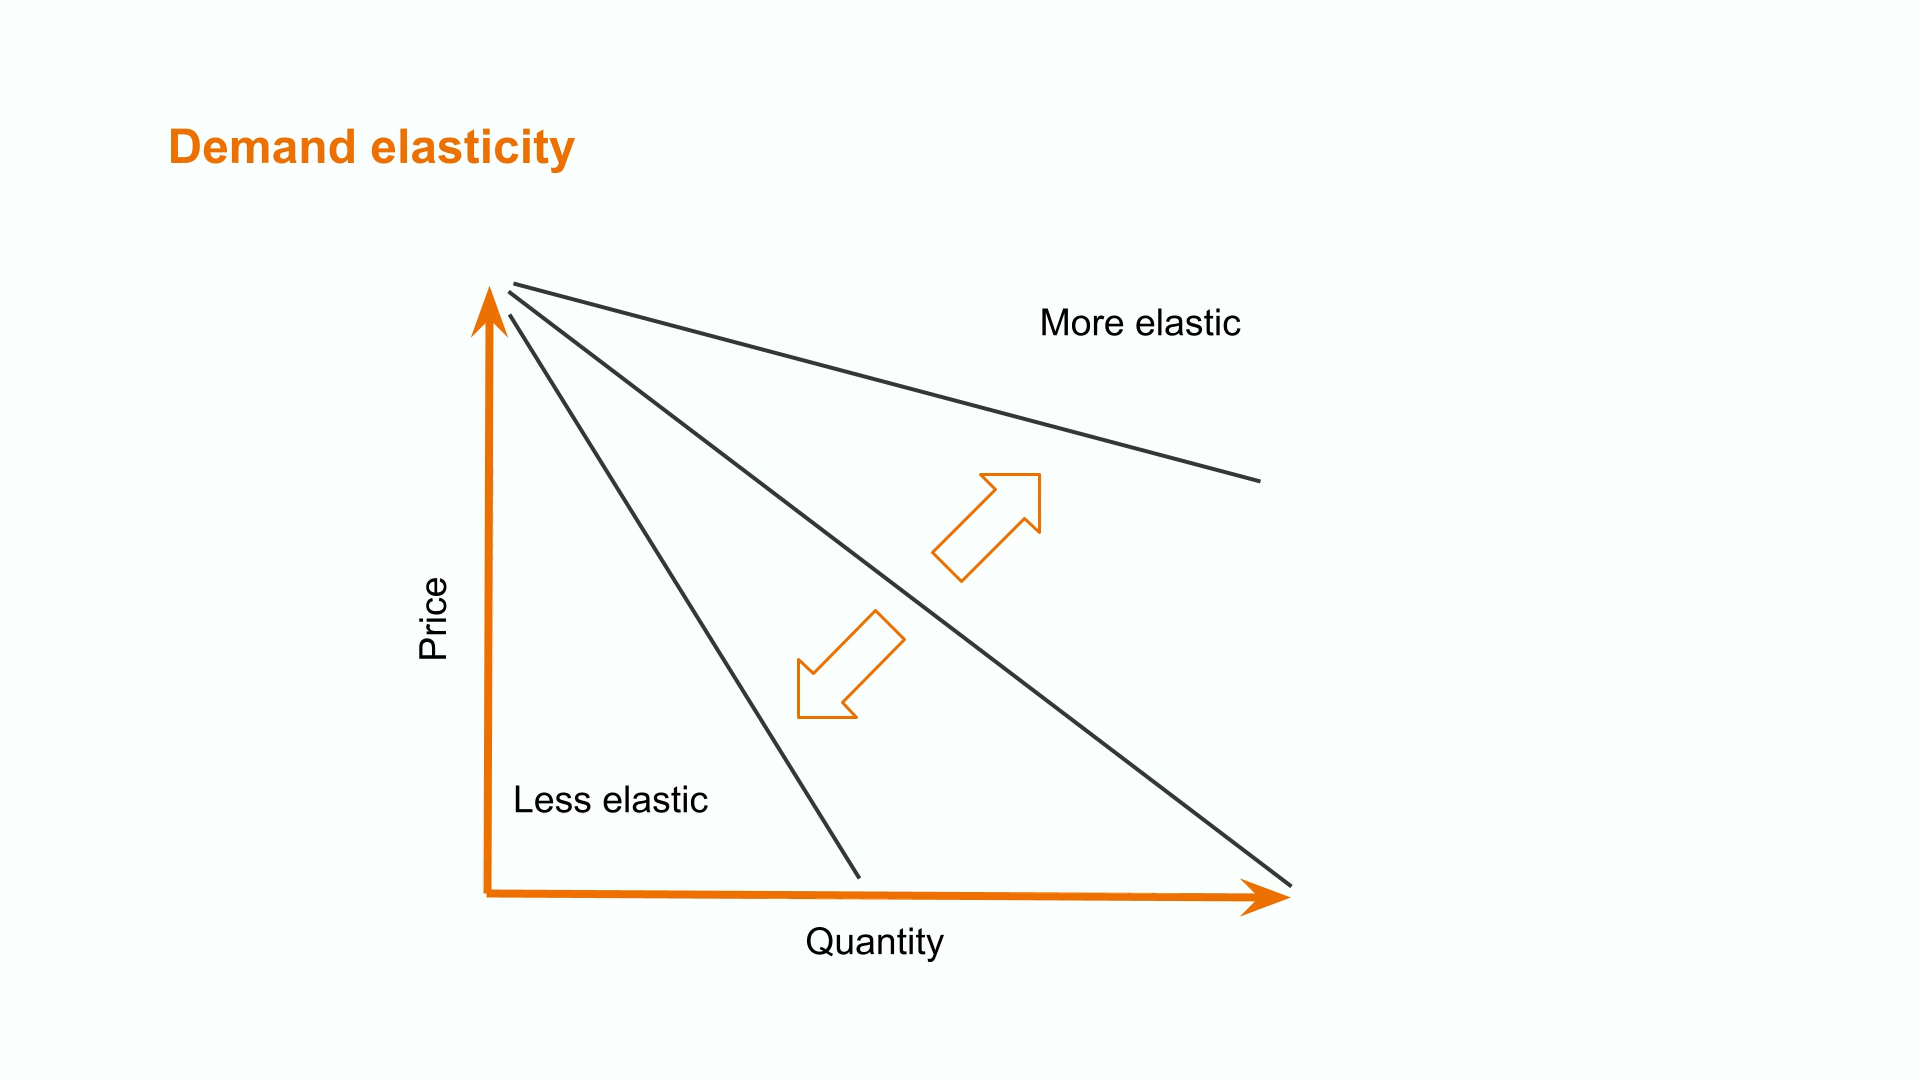 Demand elasticity
More elastic
Price
Less elastic
Quantity